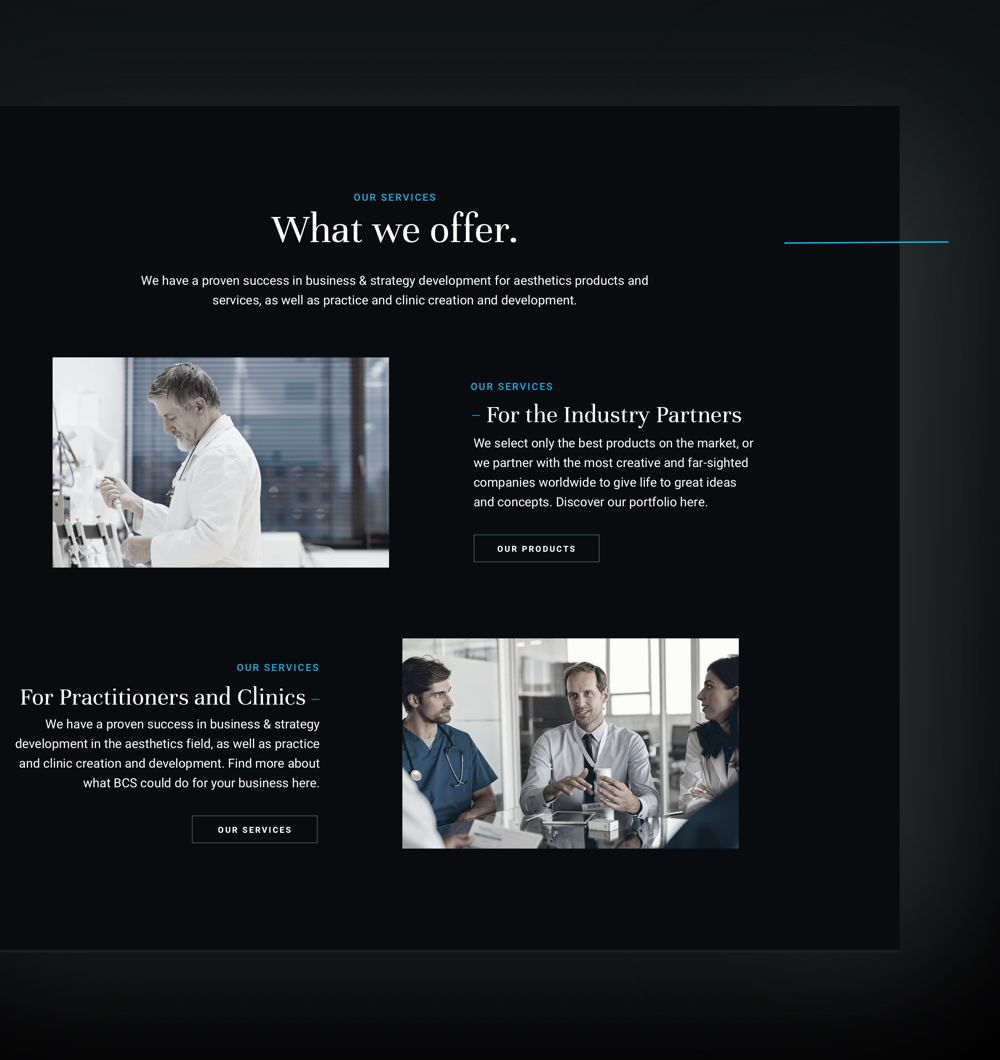 OUR SERVICES
What we offer.
We have a proven success in business & strategy development for aesthetics products and
services, as well as practice and clinic creation and development.
OUR SERVICES
– For the Industry Partners
We select only the best products on the market, or
we partner with the most creative and far-sighted
companies worldwide to give life to great ideas
and concepts. Discover our portfolio here.
OUR PRODUCTS
OUR SERVICES
For Practitioners and Clinics –
We have a proven success in business & strategy
development in the aesthetics field, as well as practice
and clinic creation and development. Find more about
what BCS could do for your business here.
OUR SERVICES